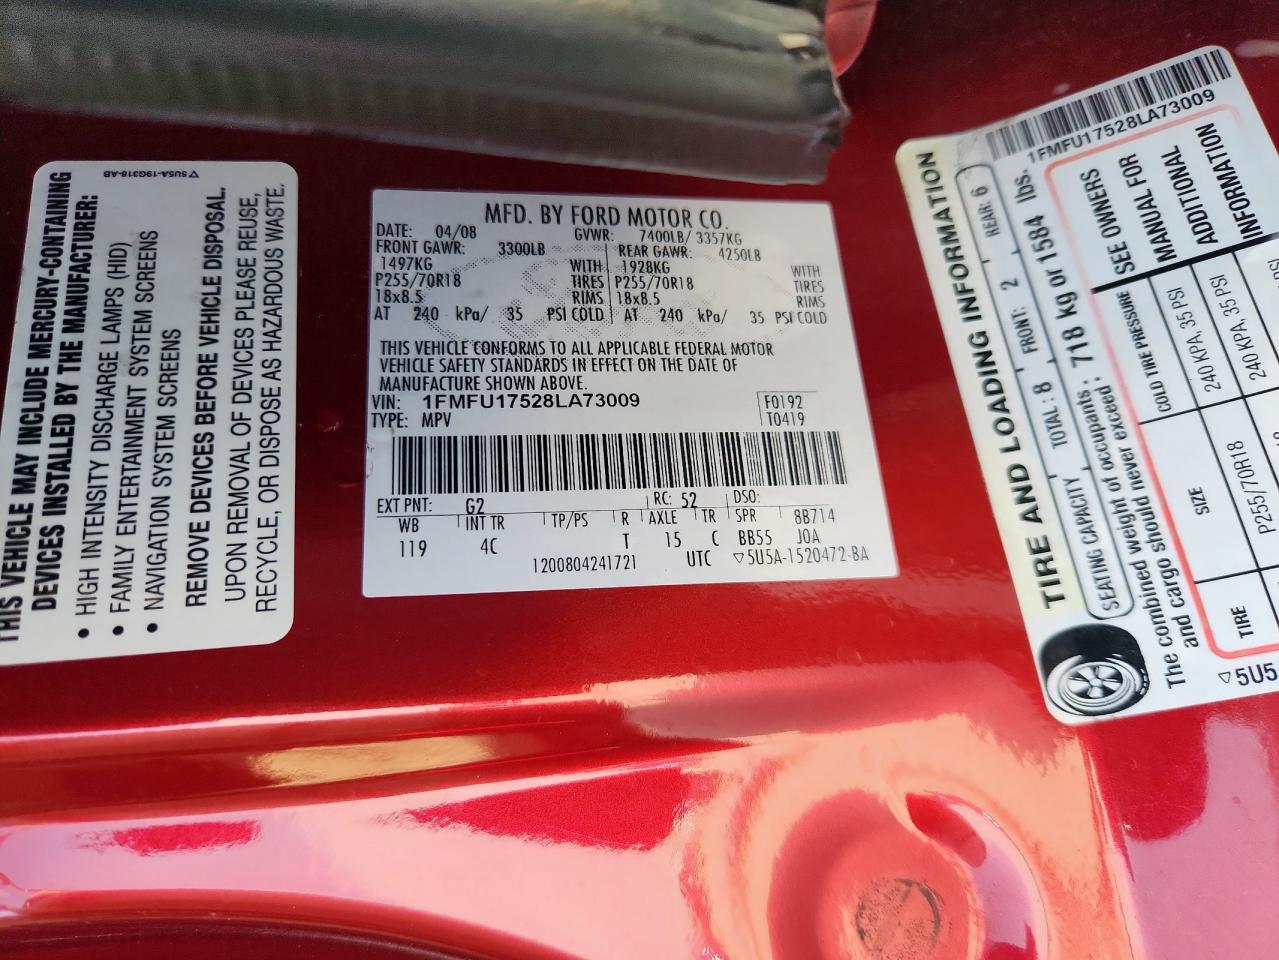 THIS VEHICLE MAY INCLUDE MERCURY-CONTAINING
DEVICES INSTALLED BY THE MANUFACTURER:
• HIGH INTENSITY DISCHARGE LAMPS (HID)
• FAMILY ENTERTAINMENT SYSTEM SCREENS
• NAVIGATION SYSTEM SCREENS
REMOVE DEVICES BEFORE VEHICLE DISPOSAL.
UPON REMOVAL OF DEVICES PLEASE REUSE,
RECYCLE, OR DISPOSE AS HAZARDOUS WASTE.
▽ 5U5A-19G318-AB
MFD. BY FORD MOTOR CO.
DATE: 04/08 GVWR: 7400LB/ 3357KG
FRONT GAWR: 3300LB REAR GAWR: 4250LB
1497KG WITH 1928KG WITH
P255/70R18 TIRES P255/70R18 TIRES
18x8.5 RIMS 18x8.5 RIMS
AT 240 kPa/ 35 PSI COLD AT 240 kPa/ 35 PSI COLD
THIS VEHICLE CONFORMS TO ALL APPLICABLE FEDERAL MOTOR
VEHICLE SAFETY STANDARDS IN EFFECT ON THE DATE OF
MANUFACTURE SHOWN ABOVE.
VIN: 1FMFU17528LA73009 F0192
TYPE: MPV T0419
EXT PNT: G2 RC: 52 DSO:
WB INT TR TP/PS R AXLE TR SPR 8B714
119 4C T 15 C BB55 J0A
1200804241721 UTC ▽5U5A-1520472-BA
1FMFU17528LA73009
TIRE AND LOADING INFORMATION
SEATING CAPACITY TOTAL: 8 FRONT: 2 REAR: 6
The combined weight of occupants
and cargo should never exceed: 718 kg or 1584 lbs.
TIRE SIZE COLD TIRE PRESSURE
P255/70R18 240 KPA, 35 PSI
240 KPA, 35 PSI
SEE OWNERS
MANUAL FOR
ADDITIONAL
INFORMATION
▽5U5